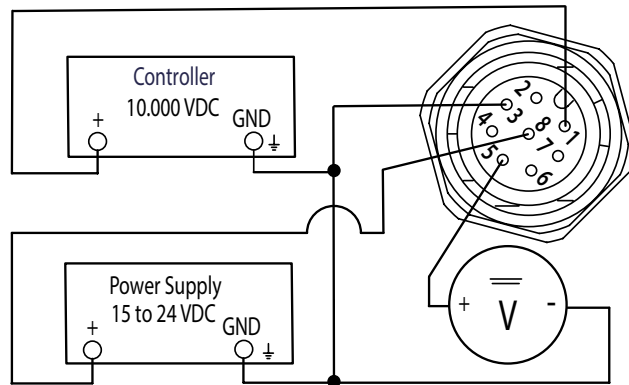 Controller
10.000 VDC
+
GND
Power Supply
15 to 24 VDC
+
GND
1
2
3
4
5
6
7
8
+
V
-